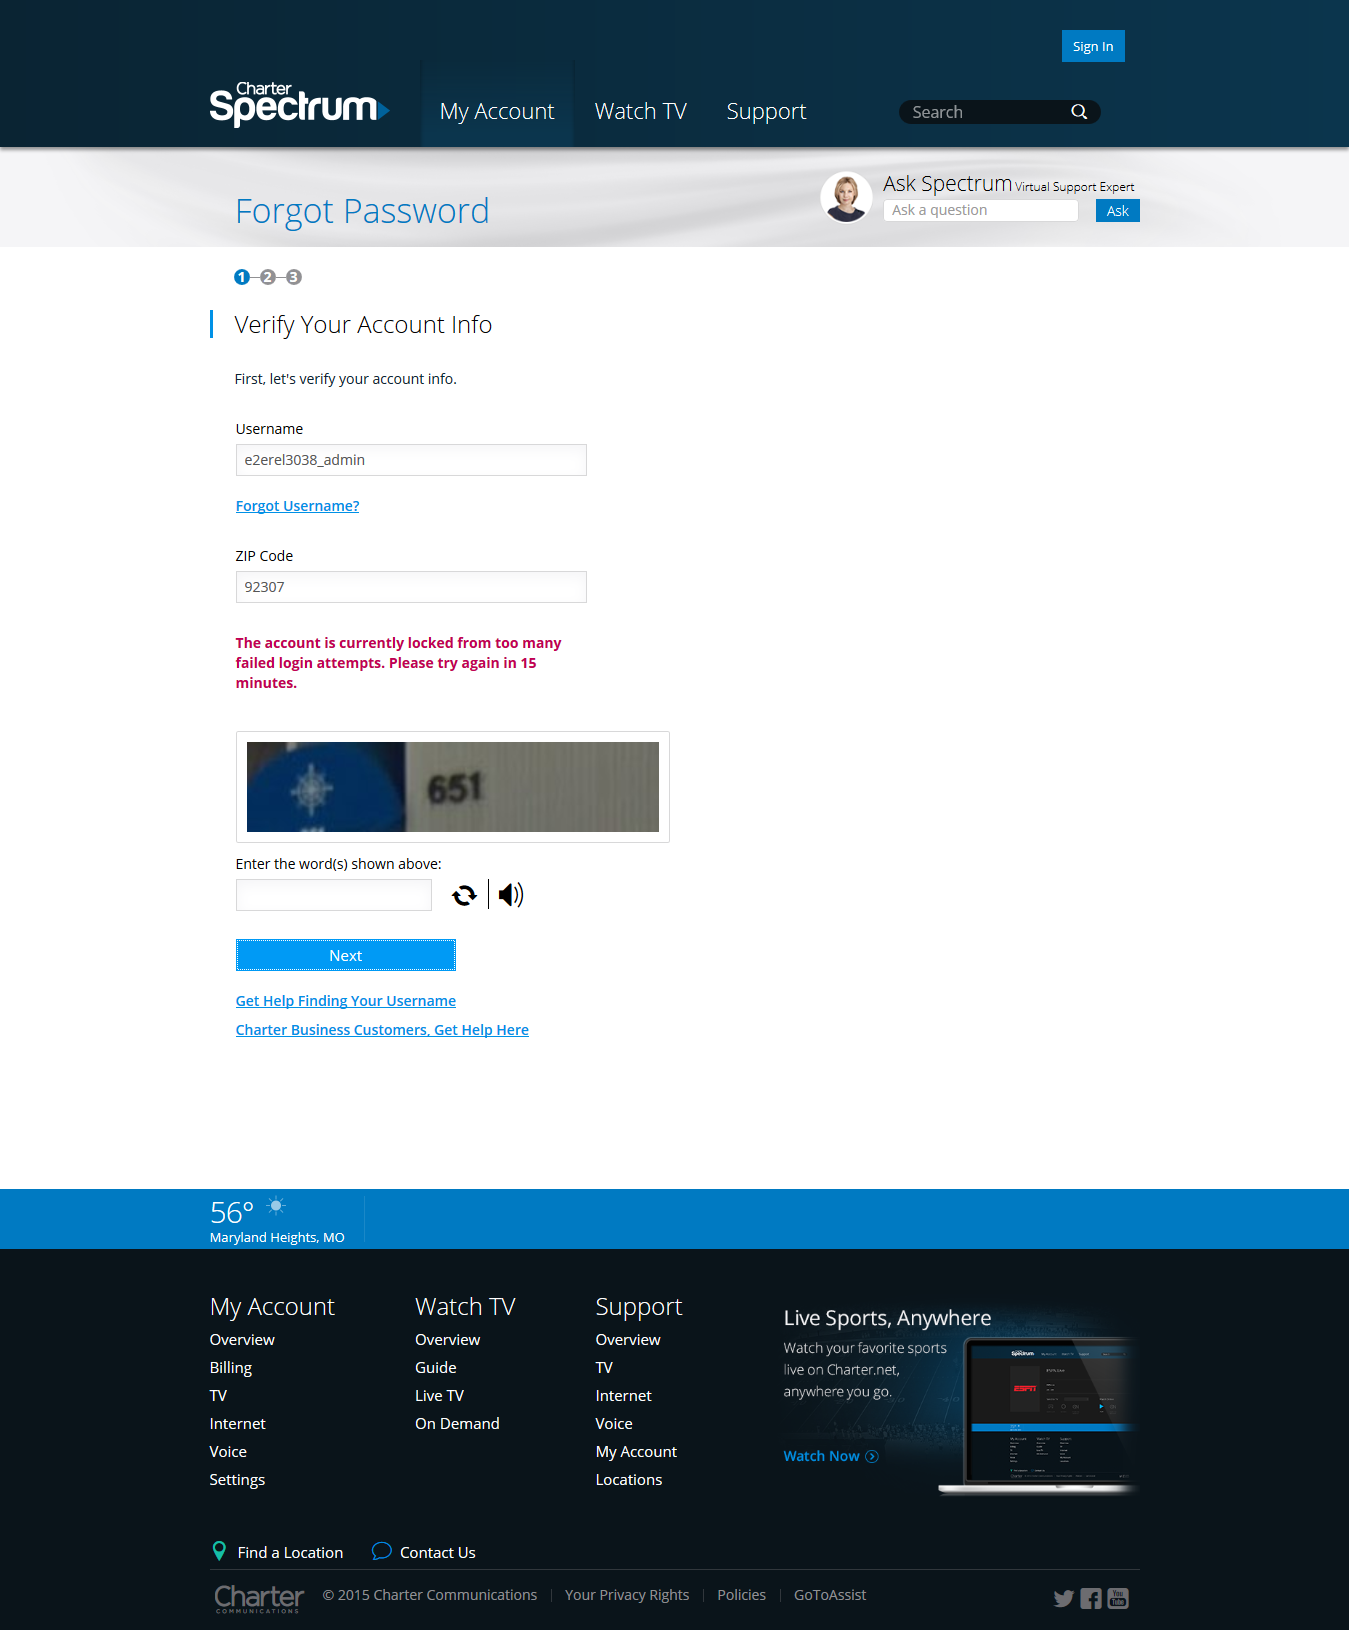 Sign In
Charter
Spectrum
My Account
Watch TV
Support
Search
Forgot Password
Ask Spectrum Virtual Support Expert
Ask a question
Ask
1 2 3
Verify Your Account Info
First, let's verify your account info.
Username
e2erel3038_admin
Forgot Username?
ZIP Code
92307
The account is currently locked from too many
failed login attempts. Please try again in 15
minutes.
651
Enter the word(s) shown above:
Next
Get Help Finding Your Username
Charter Business Customers, Get Help Here
56°
Maryland Heights, MO
My Account
Overview
Billing
TV
Internet
Voice
Settings
Watch TV
Overview
Guide
Live TV
On Demand
Support
Overview
TV
Internet
Voice
My Account
Locations
Live Sports, Anywhere
Watch your favorite sports
live on Charter.net,
anywhere you go.
Watch Now
Spectrum
ESPN
Find a Location
Contact Us
Charter
COMMUNICATIONS
© 2015 Charter Communications
Your Privacy Rights
Policies
GoToAssist
You
Tube